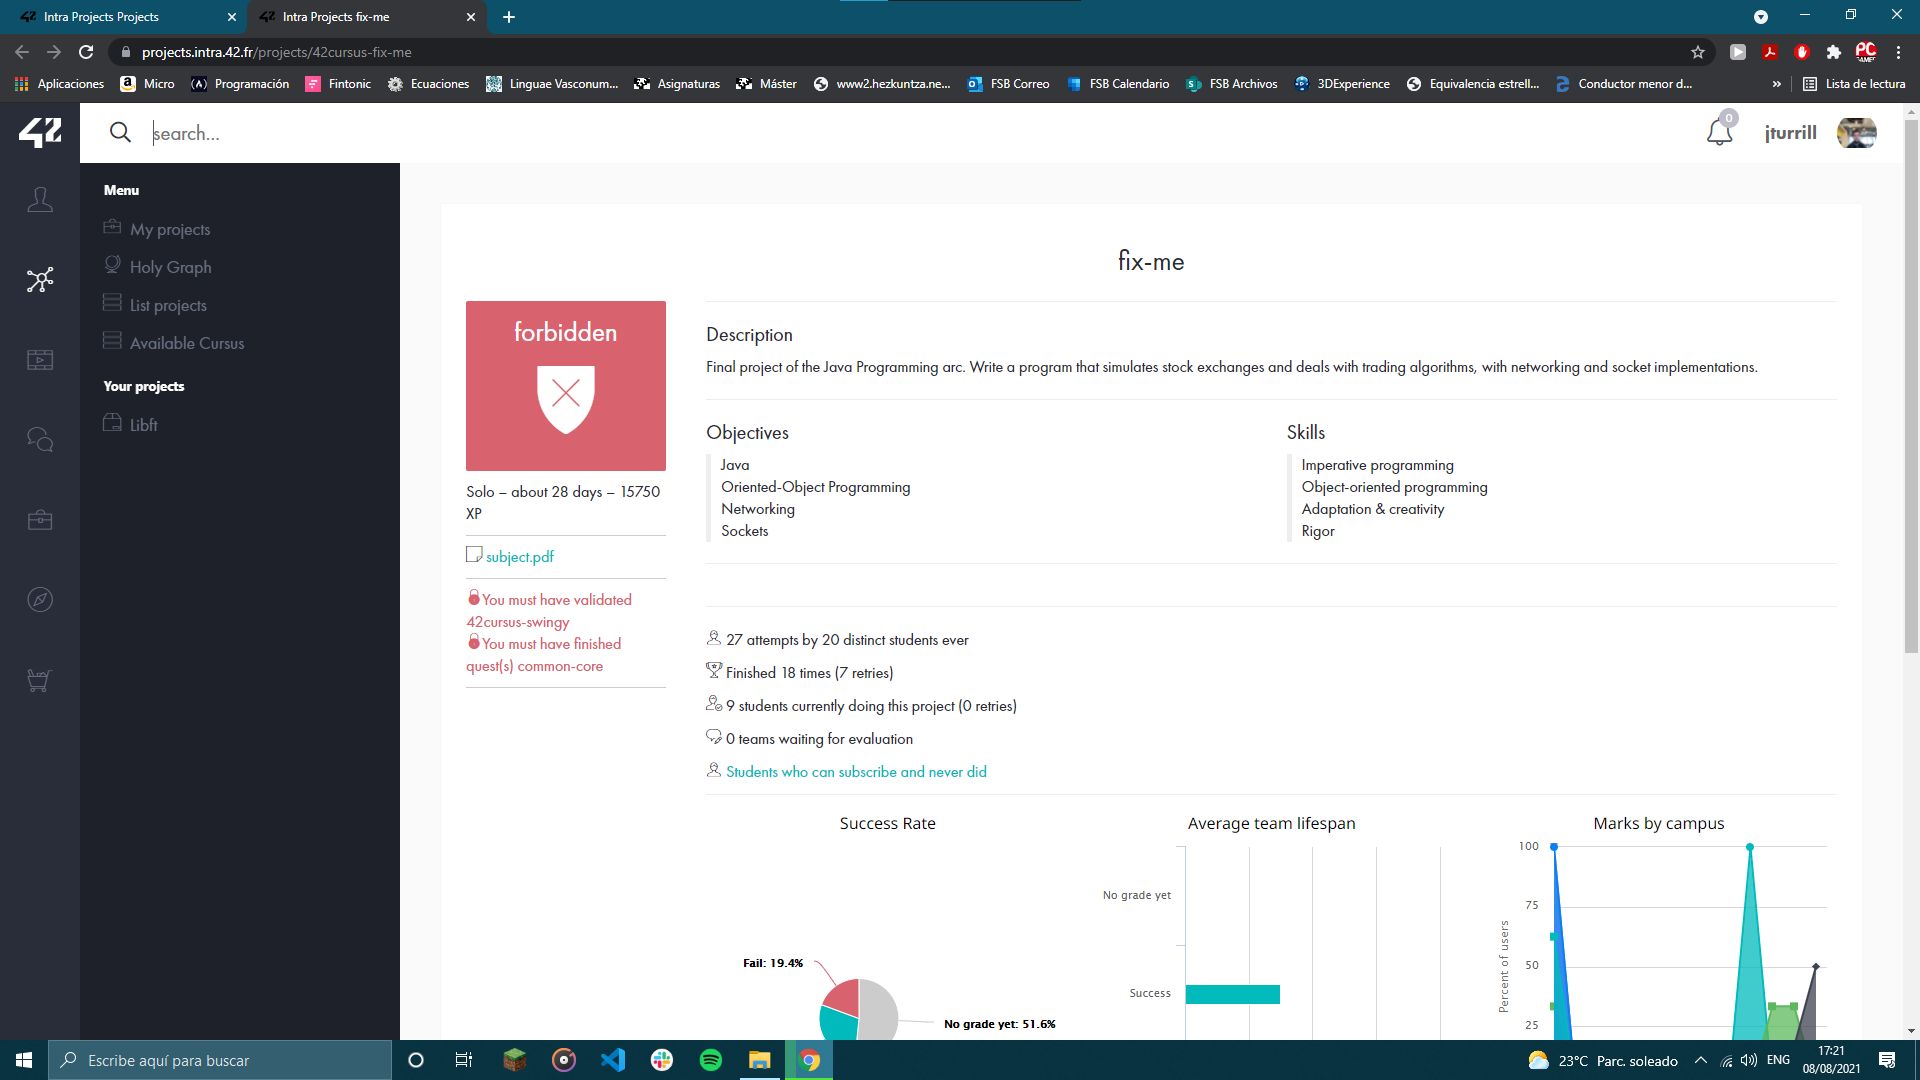 Intra Projects Projects
Intra Projects fix-me
projects.intra.42.fr/projects/42cursus-fix-me
Aplicaciones
Micro
Programación
Fintonic
Ecuaciones
Linguae Vasconum...
Asignaturas
Máster
www2.hezkuntza.ne...
FSB Correo
FSB Calendario
FSB Archivos
3DExperience
Equivalencia estrell...
Conductor menor d...
»
Lista de lectura
42
search...
0
jturrill
Menu
My projects
Holy Graph
List projects
Available Cursus
Your projects
Libft
fix-me
forbidden
Solo – about 28 days – 15750
XP
subject.pdf
You must have validated
42cursus-swingy
You must have finished
quest(s) common-core
Description
Final project of the Java Programming arc. Write a program that simulates stock exchanges and deals with trading algorithms, with networking and socket implementations.
Objectives
Java
Oriented-Object Programming
Networking
Sockets
Skills
Imperative programming
Object-oriented programming
Adaptation & creativity
Rigor
27 attempts by 20 distinct students ever
Finished 18 times (7 retries)
9 students currently doing this project (0 retries)
0 teams waiting for evaluation
Students who can subscribe and never did
Success Rate
Fail: 19.4%
No grade yet: 51.6%
Average team lifespan
No grade yet
Success
Marks by campus
100
75
50
25
Percent of users
Escribe aquí para buscar
23°C Parc. soleado
ENG
17:21
08/08/2021